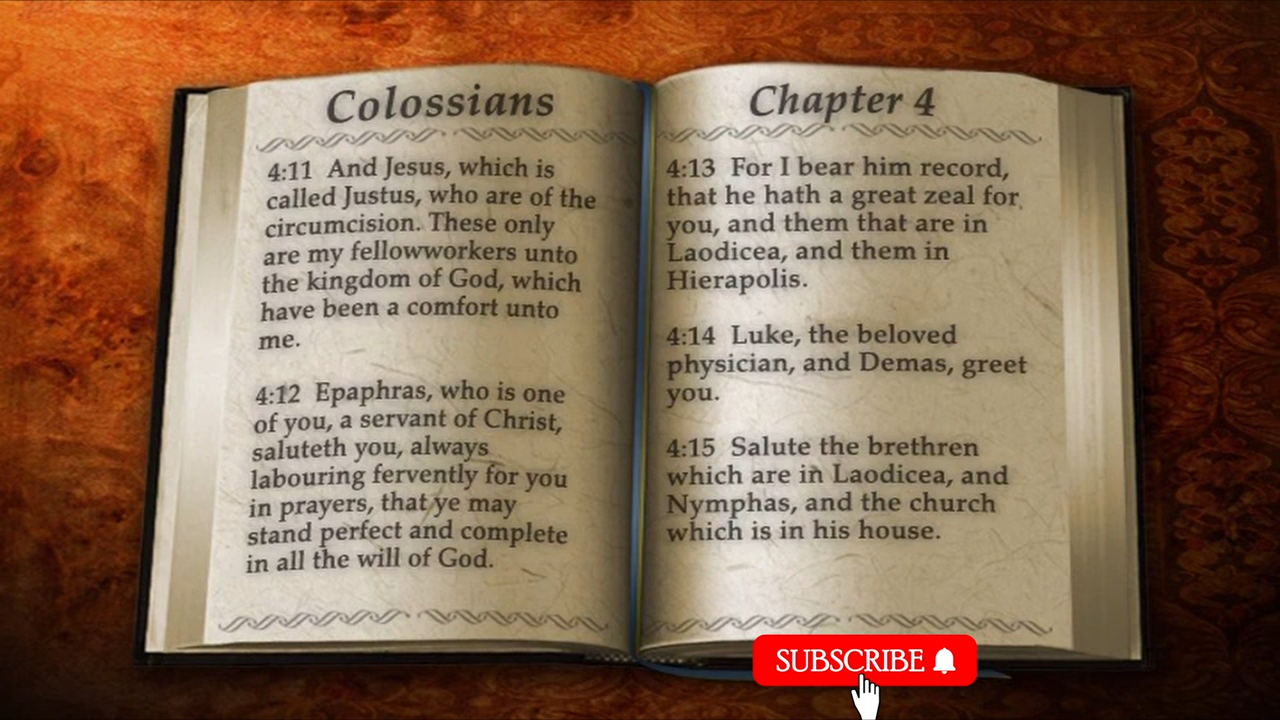 Colossians
4:11 And Jesus, which is
called Justus, who are of the
circumcision. These only
are my fellowworkers unto
the kingdom of God, which
have been a comfort unto
me.
4:12 Epaphras, who is one
of you, a servant of Christ,
saluteth you, always
labouring fervently for you
in prayers, that ye may
stand perfect and complete
in all the will of God.
Chapter 4
4:13 For I bear him record,
that he hath a great zeal for
you, and them that are in
Laodicea, and them in
Hierapolis.
4:14 Luke, the beloved
physician, and Demas, greet
you.
4:15 Salute the brethren
which are in Laodicea, and
Nymphas, and the church
which is in his house.
SUBSCRIBE